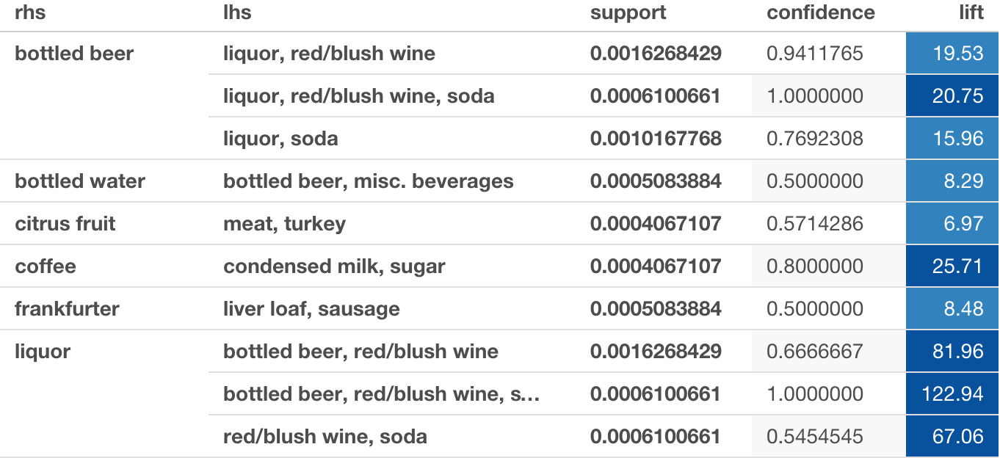 rhs lhs support confidence lift
bottled beer liquor, red/blush wine 0.0016268429 0.9411765 19.53
liquor, red/blush wine, soda 0.0006100661 1.0000000 20.75
liquor, soda 0.0010167768 0.7692308 15.96
bottled water bottled beer, misc. beverages 0.0005083884 0.5000000 8.29
citrus fruit meat, turkey 0.0004067107 0.5714286 6.97
coffee condensed milk, sugar 0.0004067107 0.8000000 25.71
frankfurter liver loaf, sausage 0.0005083884 0.5000000 8.48
liquor bottled beer, red/blush wine 0.0016268429 0.6666667 81.96
bottled beer, red/blush wine, s... 0.0006100661 1.0000000 122.94
red/blush wine, soda 0.0006100661 0.5454545 67.06